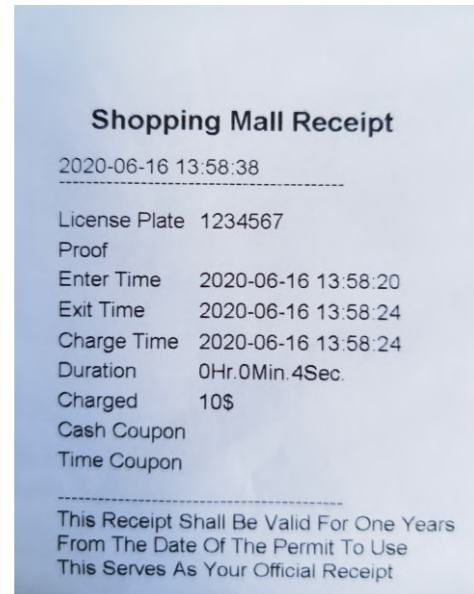 Shopping Mall Receipt
2020-06-16 13:58:38
---------------------------------------
License Plate 1234567
Proof
Enter Time 2020-06-16 13:58:20
Exit Time 2020-06-16 13:58:24
Charge Time 2020-06-16 13:58:24
Duration 0Hr.0Min.4Sec.
Charged 10$
Cash Coupon
Time Coupon
---------------------------------------
This Receipt Shall Be Valid For One Years
From The Date Of The Permit To Use
This Serves As Your Official Receipt